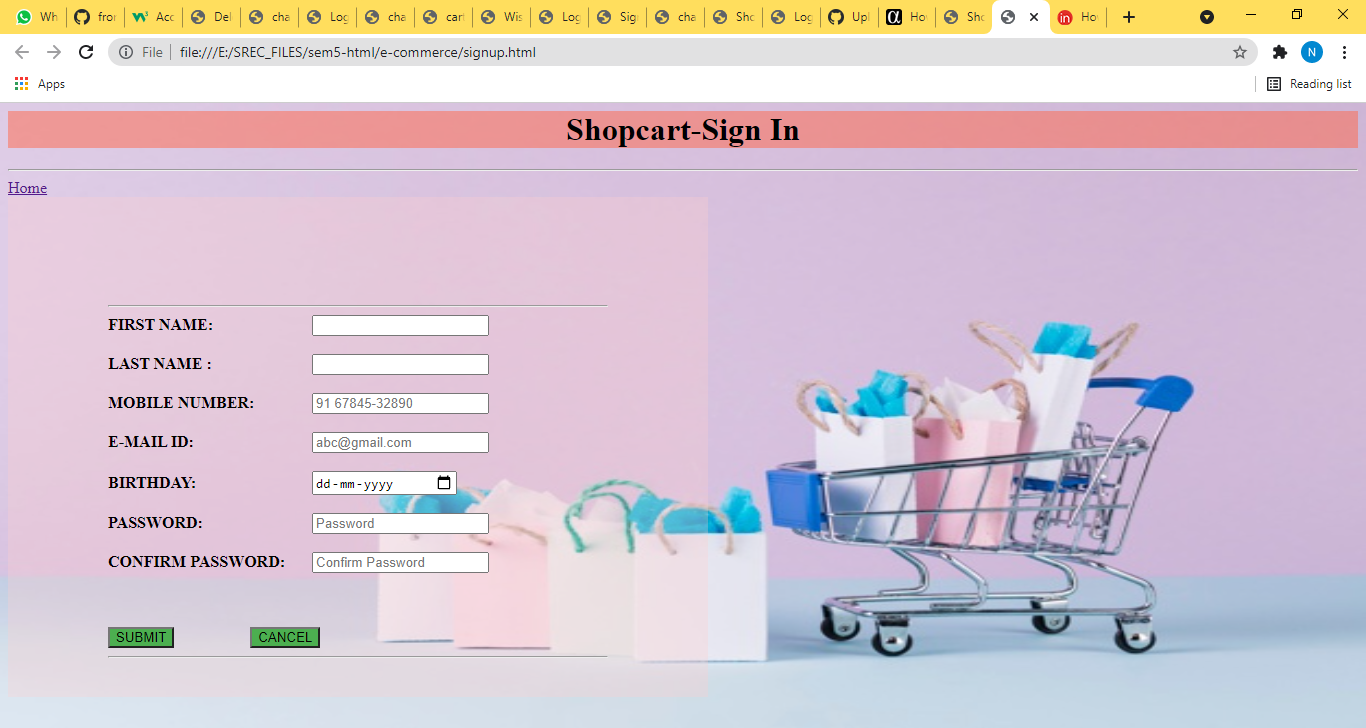 Wh fron Acc Del cha Log cha cart Wis Log Sign cha Sho Log Upl Ho Sho Ho
File file:///E:/SREC_FILES/sem5-html/e-commerce/signup.html N
Apps Reading list
Shopcart-Sign In
Home
FIRST NAME:
LAST NAME :
MOBILE NUMBER: 91 67845-32890
E-MAIL ID: abc@gmail.com
BIRTHDAY: dd-mm-yyyy
PASSWORD: Password
CONFIRM PASSWORD: Confirm Password
SUBMIT CANCEL